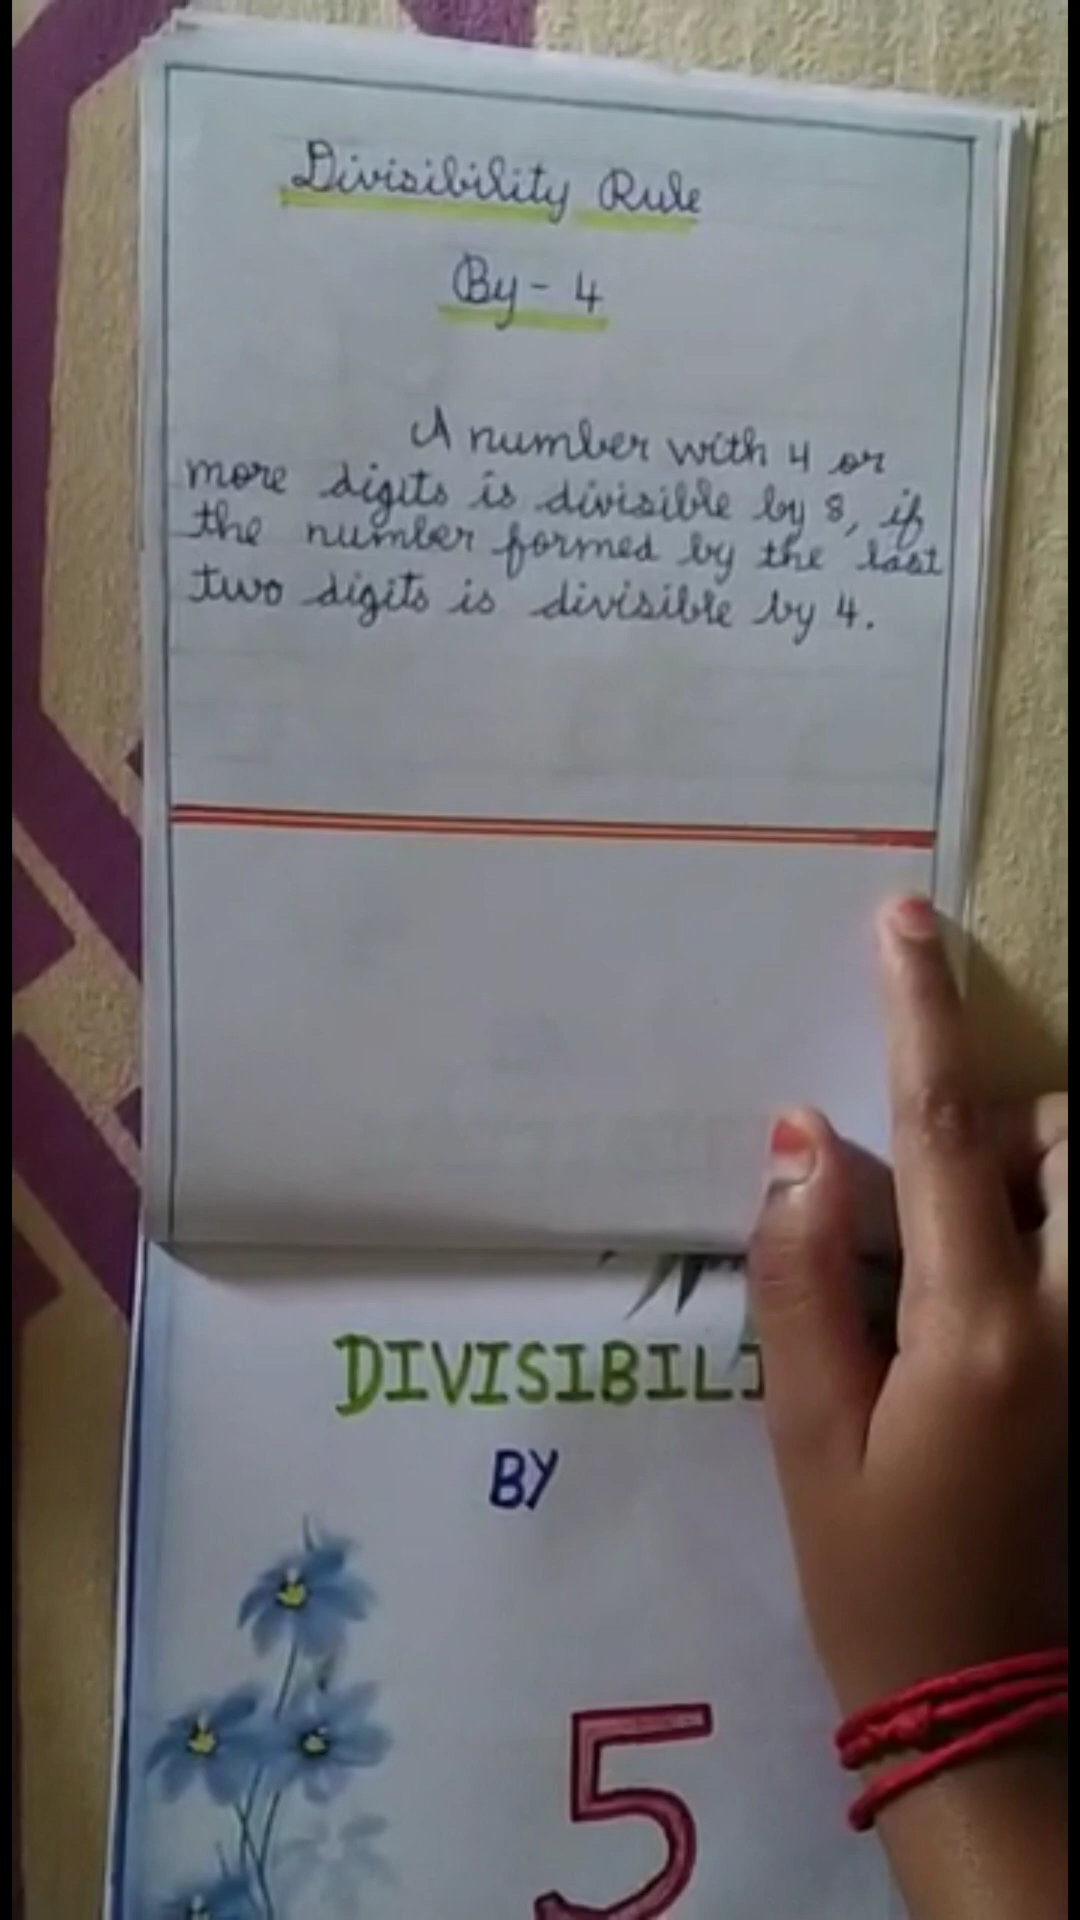 Divisibility Rule
By - 4
A number with 4 or
more digits is divisible by 8, if
the number formed by the last
two digits is divisible by 4.
DIVISIBILI
BY
5